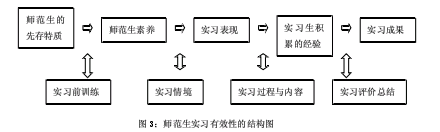 师范生的
先存特质
师范生素养
实习表现
实习生积
累的经验
实习成果
实习前训练
实习情境
实习过程与内容
实习评价总结
图 3：师范生实习有效性的结构图